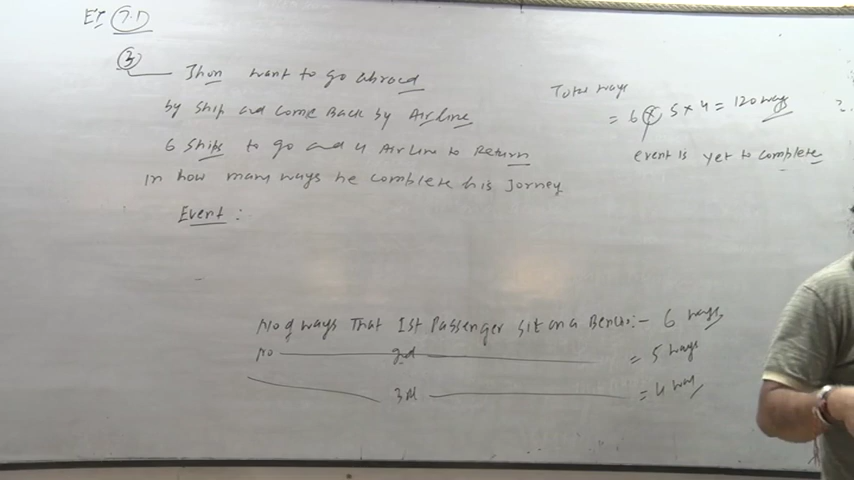 Ex 7.1
3 Jhon want to go abroad
by Ship and come Back by Airline
6 Ships to go and 4 Airline to Return
in how many ways he complete his Jorney
Event :
Total ways
= 6 × 5 * 4 = 120 ways
event is yet to complete
No of ways That 1st Passenger sit on a Bench :- 6 ways
No 2nd = 5 ways
3rd = 4 way